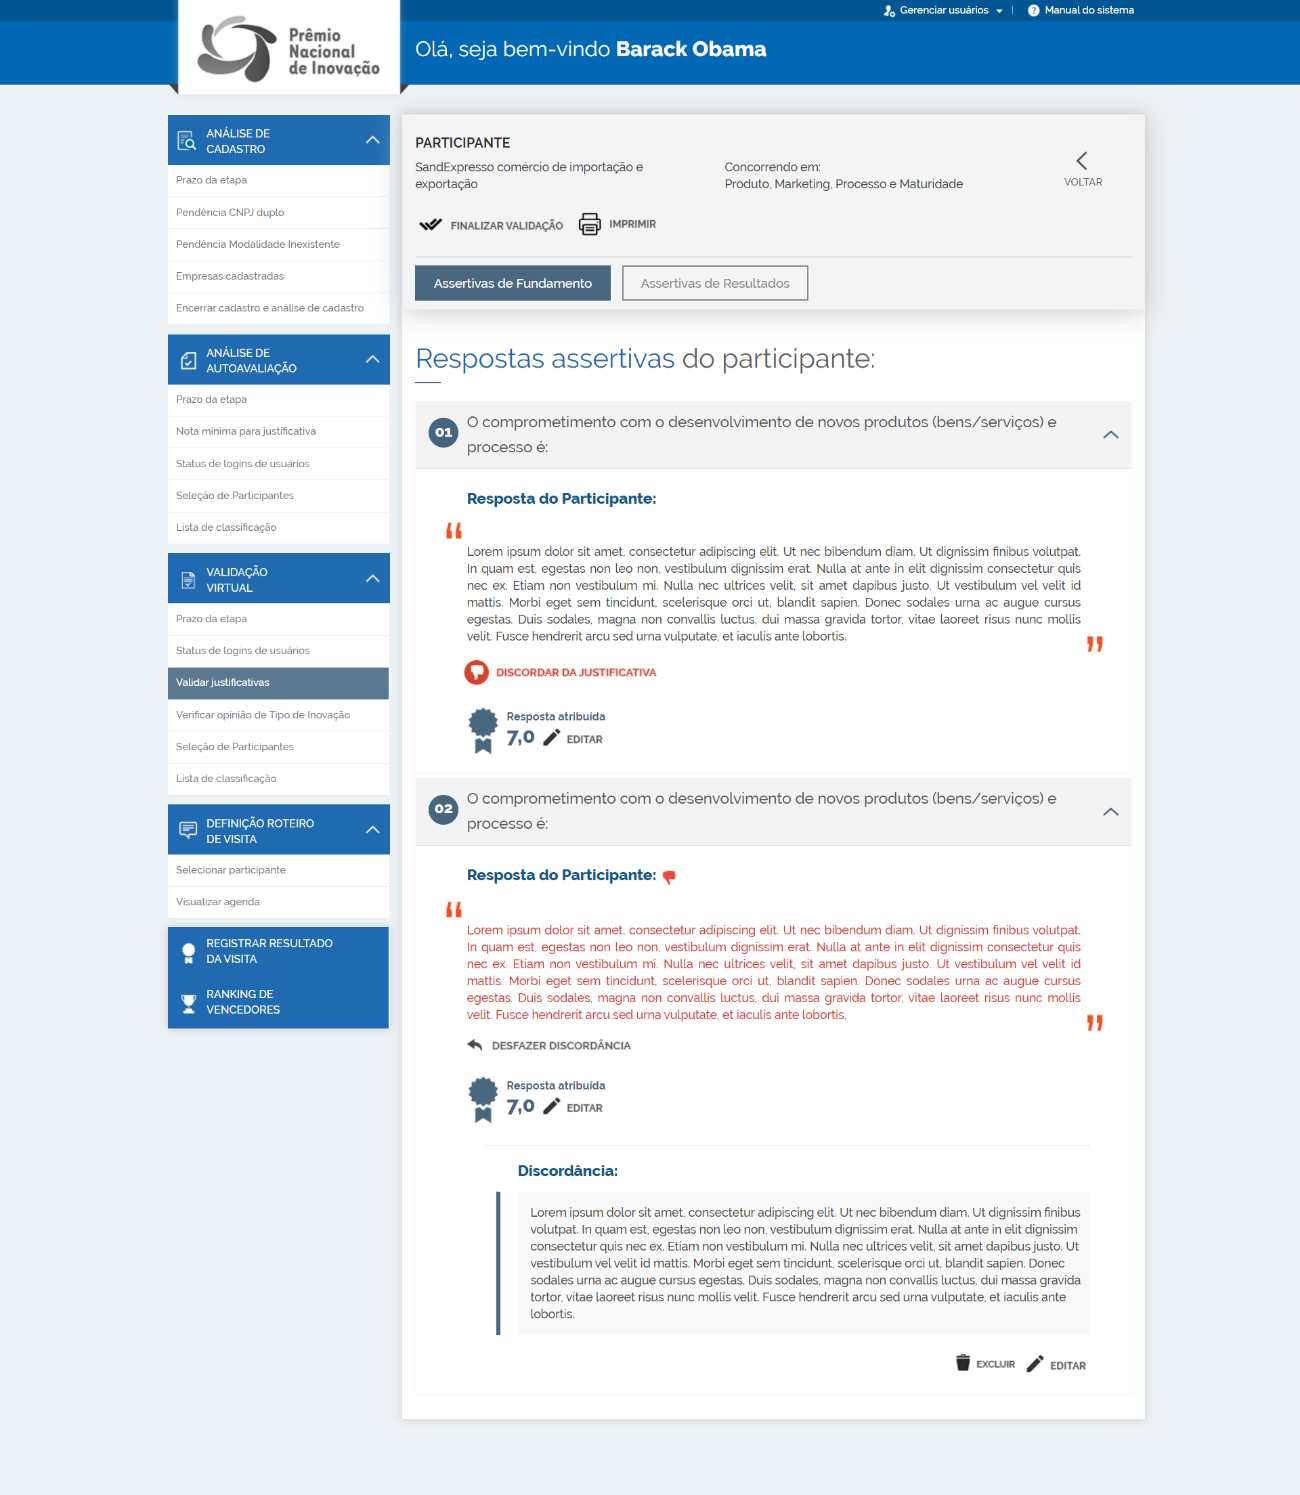 Gerenciar usuários
Manual do sistema
Prêmio
Nacional
de Inovação
Olá, seja bem-vindo Barack Obama
ANÁLISE DE
CADASTRO
Prazo da etapa
Pendência CNPJ duplo
Pendência Modalidade Inexistente
Empresas cadastradas
Encerrar cadastro e análise de cadastro
ANÁLISE DE
AUTOAVALIAÇÃO
Prazo da etapa
Nota mínima para justificativa
Status de logins de usuários
Seleção de Participantes
Lista de classificação
VALIDAÇÃO
VIRTUAL
Prazo da etapa
Status de logins de usuários
Validar justificativas
Verificar opinião de Tipo de Inovação
Seleção de Participantes
Lista de classificação
DEFINIÇÃO ROTEIRO
DE VISITA
Selecionar participante
Visualizar agenda
REGISTRAR RESULTADO
DA VISITA
RANKING DE
VENCEDORES
PARTICIPANTE
SandExpresso comércio de importação e
exportação
Concorrendo em:
Produto, Marketing, Processo e Maturidade
VOLTAR
FINALIZAR VALIDAÇÃO
IMPRIMIR
Assertivas de Fundamento
Assertivas de Resultados
Respostas assertivas do participante:
01
O comprometimento com o desenvolvimento de novos produtos (bens/serviços) e
processo é:
Resposta do Participante:
"
Lorem ipsum dolor sit amet, consectetur adipiscing elit. Ut nec bibendum diam. Ut dignissim finibus volutpat.
In quam est, egestas non leo non, vestibulum dignissim erat. Nulla at ante in elit dignissim consectetur quis
nec ex. Etiam non vestibulum mi. Nulla nec ultrices velit, sit amet dapibus justo. Ut vestibulum vel velit id
mattis. Morbi eget sem tincidunt, scelerisque orci ut, blandit sapien. Donec sodales urna ac augue cursus
egestas. Duis sodales, magna non convallis luctus, dui massa gravida tortor, vitae laoreet risus nunc mollis
velit. Fusce hendrerit arcu sed urna vulputate, et iaculis ante lobortis.
"
DISCORDAR DA JUSTIFICATIVA
Resposta atribuída
7,0 EDITAR
02
O comprometimento com o desenvolvimento de novos produtos (bens/serviços) e
processo é:
Resposta do Participante:
"
Lorem ipsum dolor sit amet, consectetur adipiscing elit. Ut nec bibendum diam. Ut dignissim finibus volutpat.
In quam est, egestas non leo non, vestibulum dignissim erat. Nulla at ante in elit dignissim consectetur quis
nec ex. Etiam non vestibulum mi. Nulla nec ultrices velit, sit amet dapibus justo. Ut vestibulum vel velit id
mattis. Morbi eget sem tincidunt, scelerisque orci ut, blandit sapien. Donec sodales urna ac augue cursus
egestas. Duis sodales, magna non convallis luctus, dui massa gravida tortor, vitae laoreet risus nunc mollis
velit. Fusce hendrerit arcu sed urna vulputate, et iaculis ante lobortis.
"
DESFAZER DISCORDÂNCIA
Resposta atribuída
7,0 EDITAR
Discordância:
Lorem ipsum dolor sit amet, consectetur adipiscing elit. Ut nec bibendum diam. Ut dignissim finibus
volutpat. In quam est, egestas non leo non, vestibulum dignissim erat. Nulla at ante in elit dignissim
consectetur quis nec ex. Etiam non vestibulum mi. Nulla nec ultrices velit, sit amet dapibus justo. Ut
vestibulum vel velit id mattis. Morbi eget sem tincidunt, scelerisque orci ut, blandit sapien. Donec
sodales urna ac augue cursus egestas. Duis sodales, magna non convallis luctus, dui massa gravida
tortor, vitae laoreet risus nunc mollis velit. Fusce hendrerit arcu sed urna vulputate, et iaculis ante
lobortis.
EXCLUIR
EDITAR